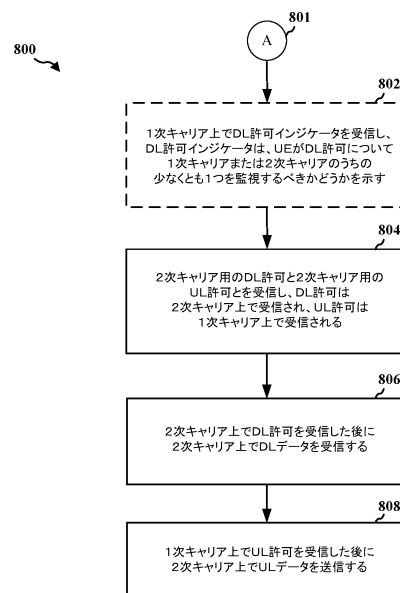 800
801
A
802
1次キャリア上でDL許可インジケータを受信し、
DL許可インジケータは、UEがDL許可について
1次キャリアまたは2次キャリアのうちの
少なくとも1つを監視するべきかどうかを示す
804
2次キャリア用のDL許可と2次キャリア用の
UL許可とを受信し、DL許可は
2次キャリア上で受信され、UL許可は
1次キャリア上で受信される
806
2次キャリア上でDL許可を受信した後に
2次キャリア上でDLデータを受信する
808
1次キャリア上でUL許可を受信した後に
2次キャリア上でULデータを送信する